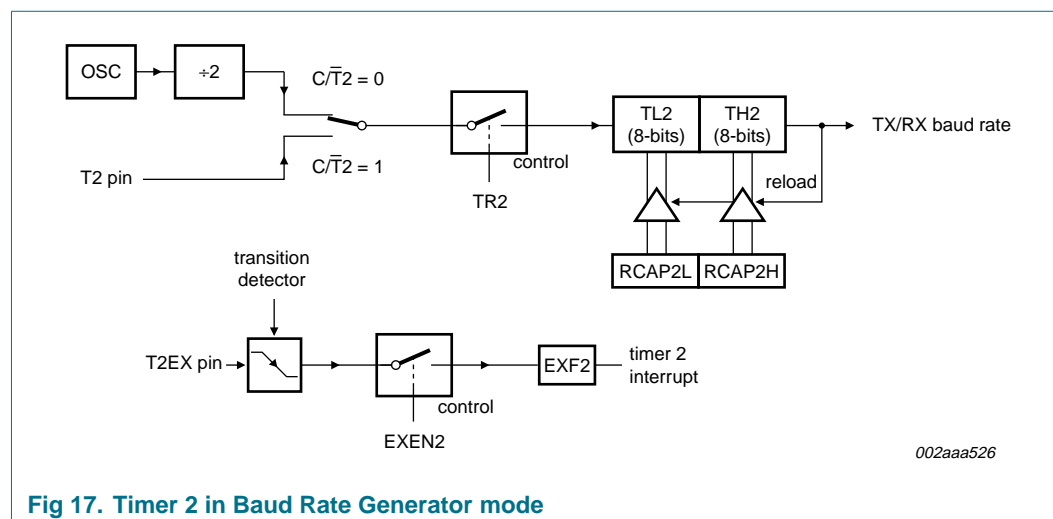 OSC
÷2
C/T̅2 = 0
C/T̅2 = 1
T2 pin
TR2
control
TL2
(8-bits)
TH2
(8-bits)
TX/RX baud rate
reload
RCAP2L
RCAP2H
transition
detector
T2EX pin
EXEN2
control
EXF2
timer 2
interrupt
002aaa526
Fig 17. Timer 2 in Baud Rate Generator mode